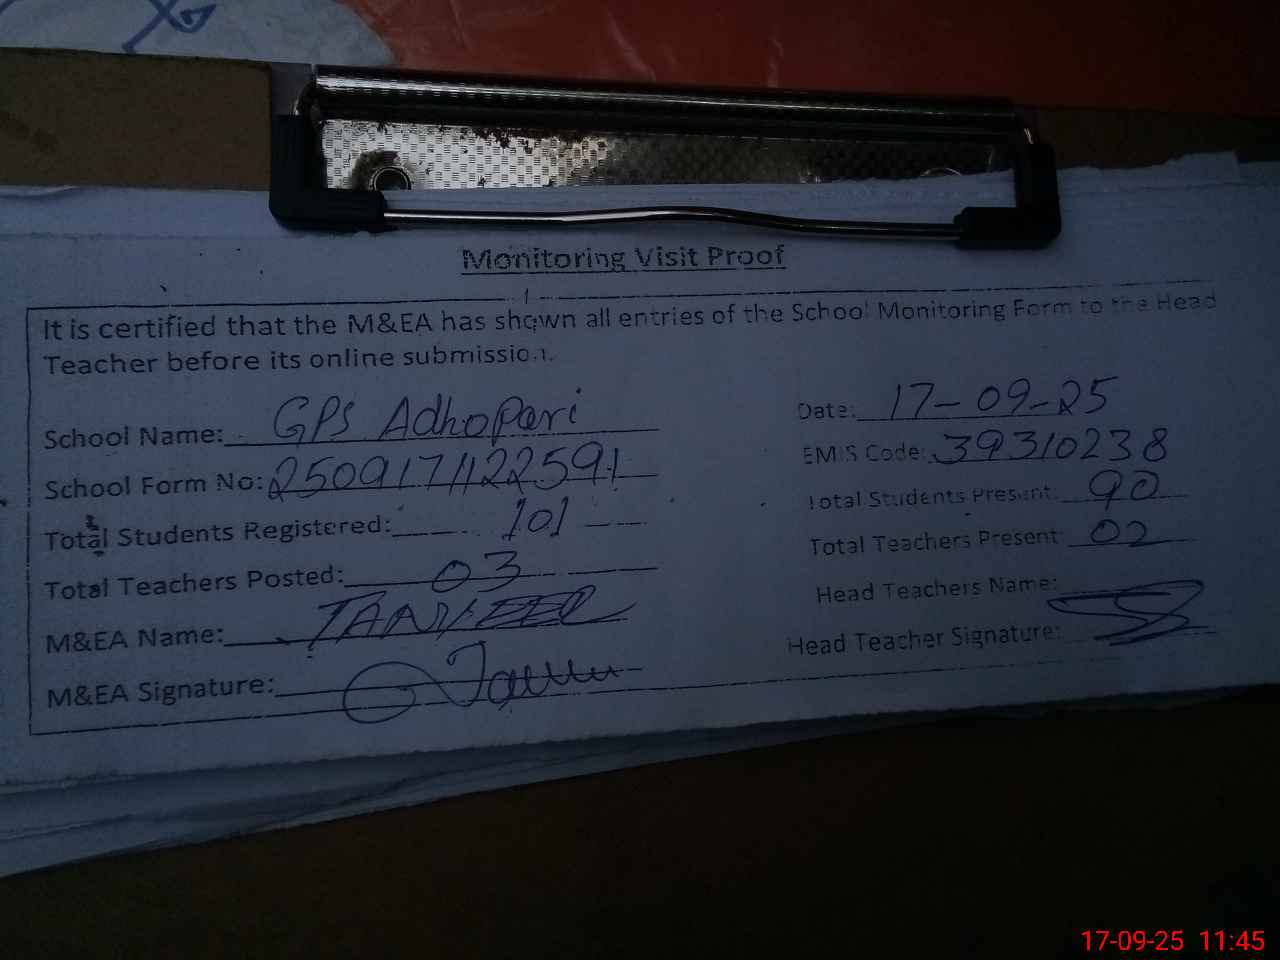 Monitoring Visit Proof
It is certified that the M&EA has shown all entries of the School Monitoring Form to the Head
Teacher before its online submission.
School Name: GPS Adhopari Date: 17-09-25
School Form No: 2509171122591 EMIS Code: 39310238
Total Students Registered: 101 Total Students Present: 90
Total Teachers Posted: 03 Total Teachers Present: 02
M&EA Name: TANVEER Head Teachers Name:
M&EA Signature: Head Teacher Signature:
17-09-25 11:45